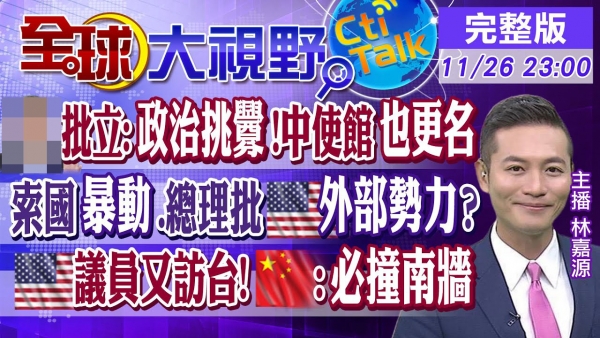 全球大視野
Cti Talk
完整版
11/26 23:00
批立:政治挑釁!中使館也更名
索國暴動.總理批外部勢力?
議員又訪台!:必撞南牆
主播 林嘉源